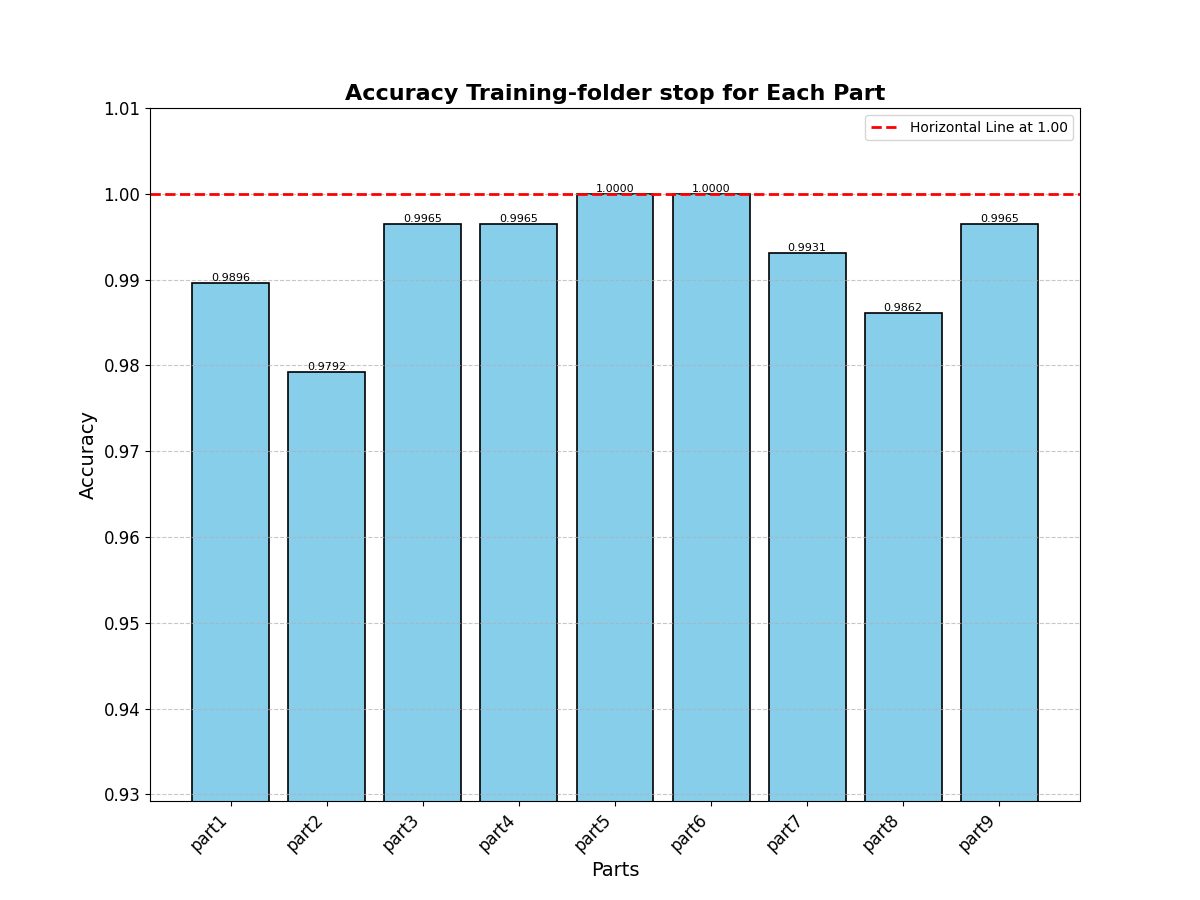 Accuracy Training-folder stop for Each Part
1.01
Horizontal Line at 1.00
1.00
1.0000
1.0000
0.9965
0.9965
0.9965
0.9931
0.99
0.9896
0.9862
0.98
0.9792
0.97
Accuracy
0.96
0.95
0.94
0.93
part1
part2
part3
part4
part5
part6
part7
part8
part9
Parts